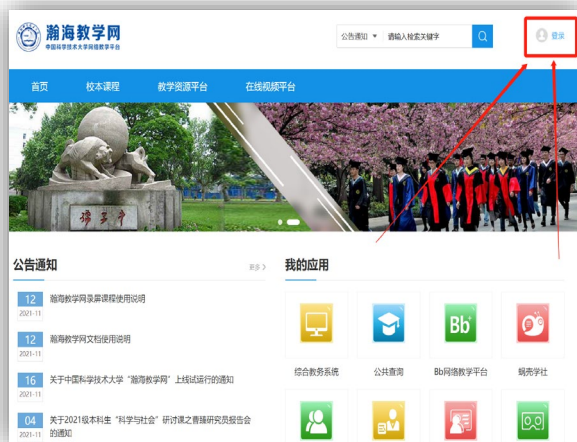 瀚海教学网
中国科学技术大学网络教学平台
公告通知 请输入检索关键字
登录
首页 校本课程 教学资源平台 在线视频平台
公告通知
更多 >
12
2021-11
瀚海教学网录屏课程使用说明
12
2021-11
瀚海教学网文档使用说明
16
2021-11
关于中国科学技术大学“瀚海教学网”上线试运行的通知
04
2021-11
关于2021级本科生“科学与社会”研讨课之曹臻研究员报告会
的通知
我的应用
Bb
综合教务系统 公共查询 Bb网络教学平台 蜗壳学社